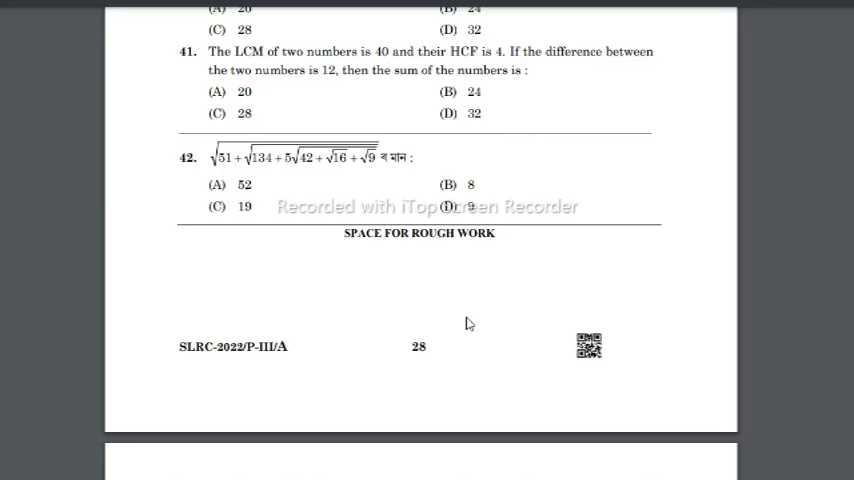 (A) 20 (B) 24
(C) 28 (D) 32
41. The LCM of two numbers is 40 and their HCF is 4. If the difference between
the two numbers is 12, then the sum of the numbers is :
(A) 20 (B) 24
(C) 28 (D) 32
42. √51 + √134 + 5√42 + √16 + √9 ৰ মান :
(A) 52 (B) 8
(C) 19 (D) 9
Recorded with iTop Screen Recorder
SPACE FOR ROUGH WORK
SLRC-2022/P-III/A 28